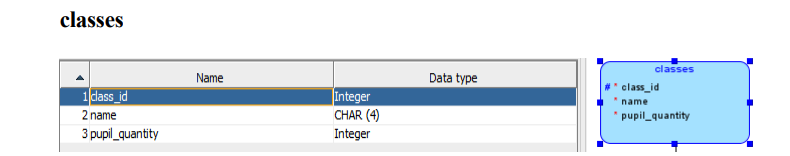 classes
Name Data type
1 class_id Integer
2 name CHAR (4)
3 pupil_quantity Integer
classes
# * class_id
* name
* pupil_quantity